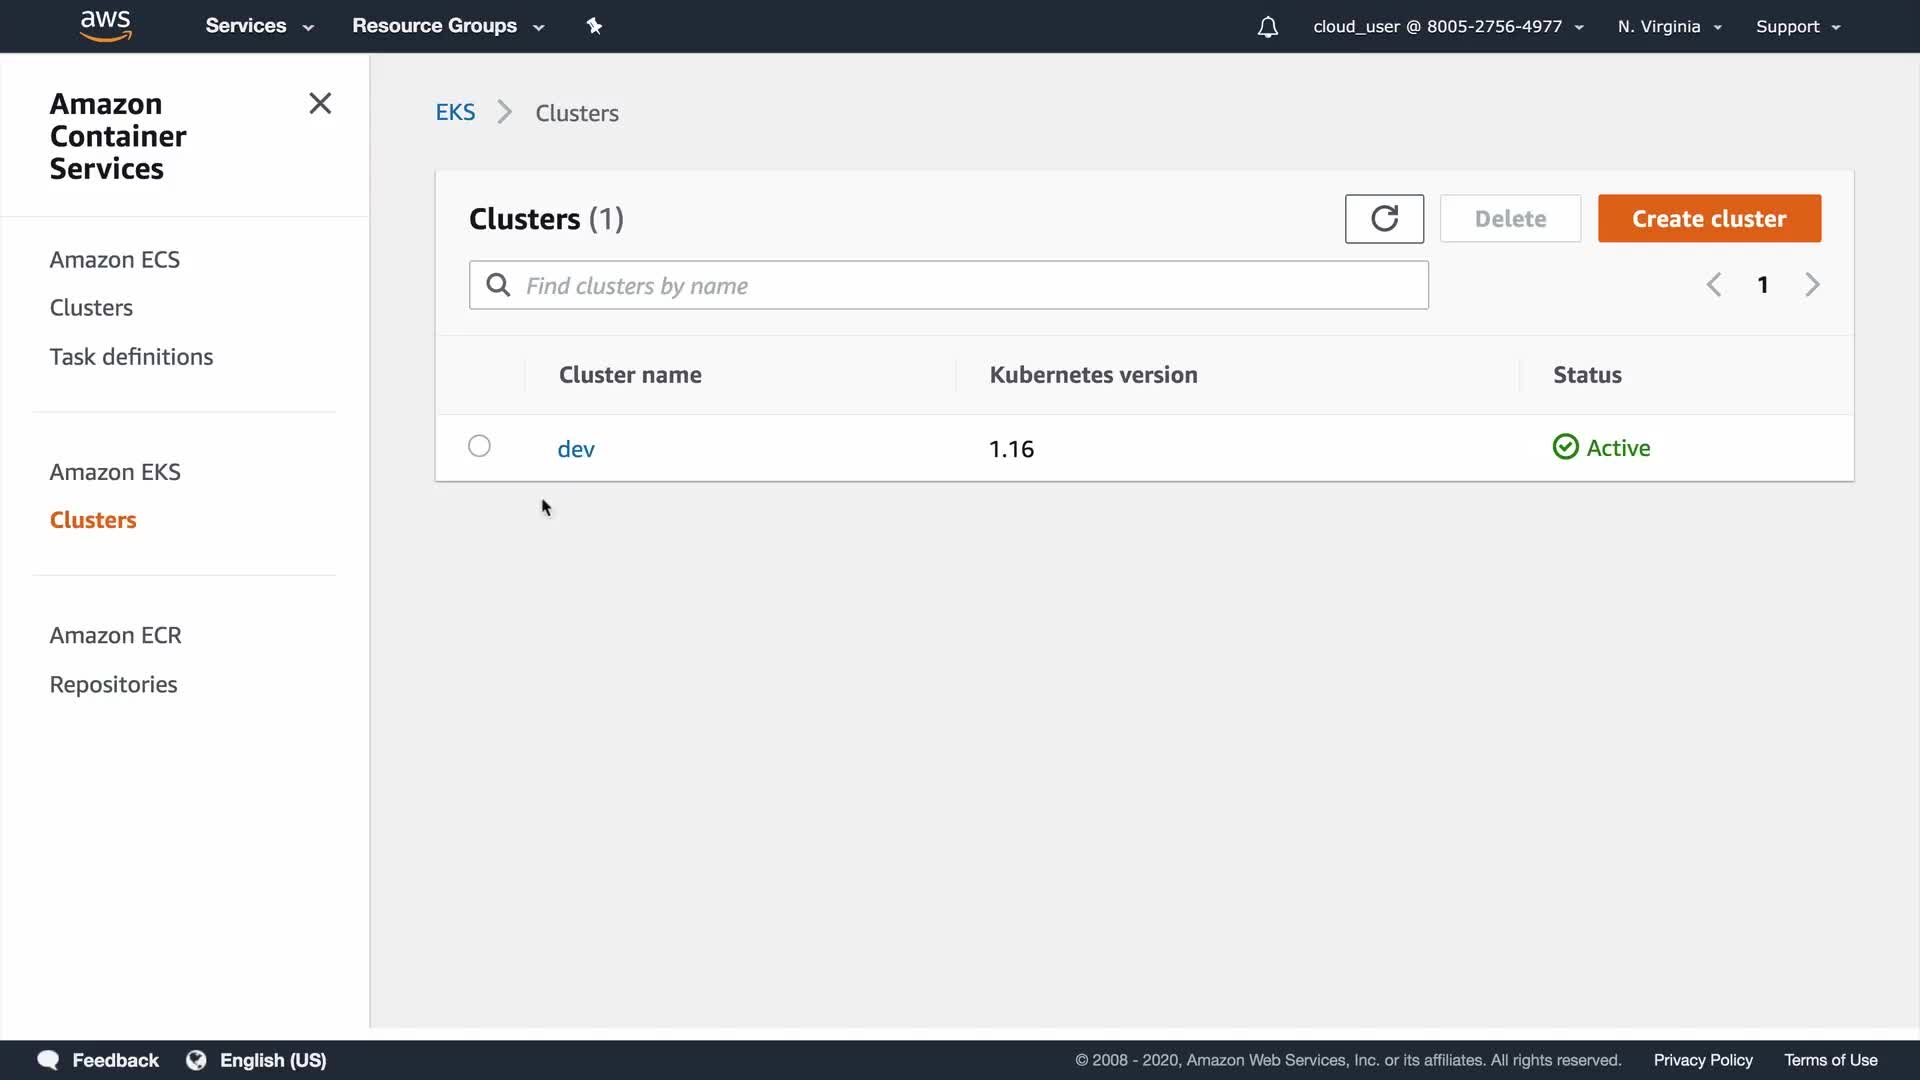 aws Services Resource Groups cloud_user @ 8005-2756-4977 N. Virginia Support
Amazon
Container
Services
Amazon ECS
Clusters
Task definitions
Amazon EKS
Clusters
Amazon ECR
Repositories
EKS Clusters
Clusters (1) Delete Create cluster
Find clusters by name 1
Cluster name Kubernetes version Status
dev 1.16 Active
Feedback English (US) © 2008 - 2020, Amazon Web Services, Inc. or its affiliates. All rights reserved. Privacy Policy Terms of Use